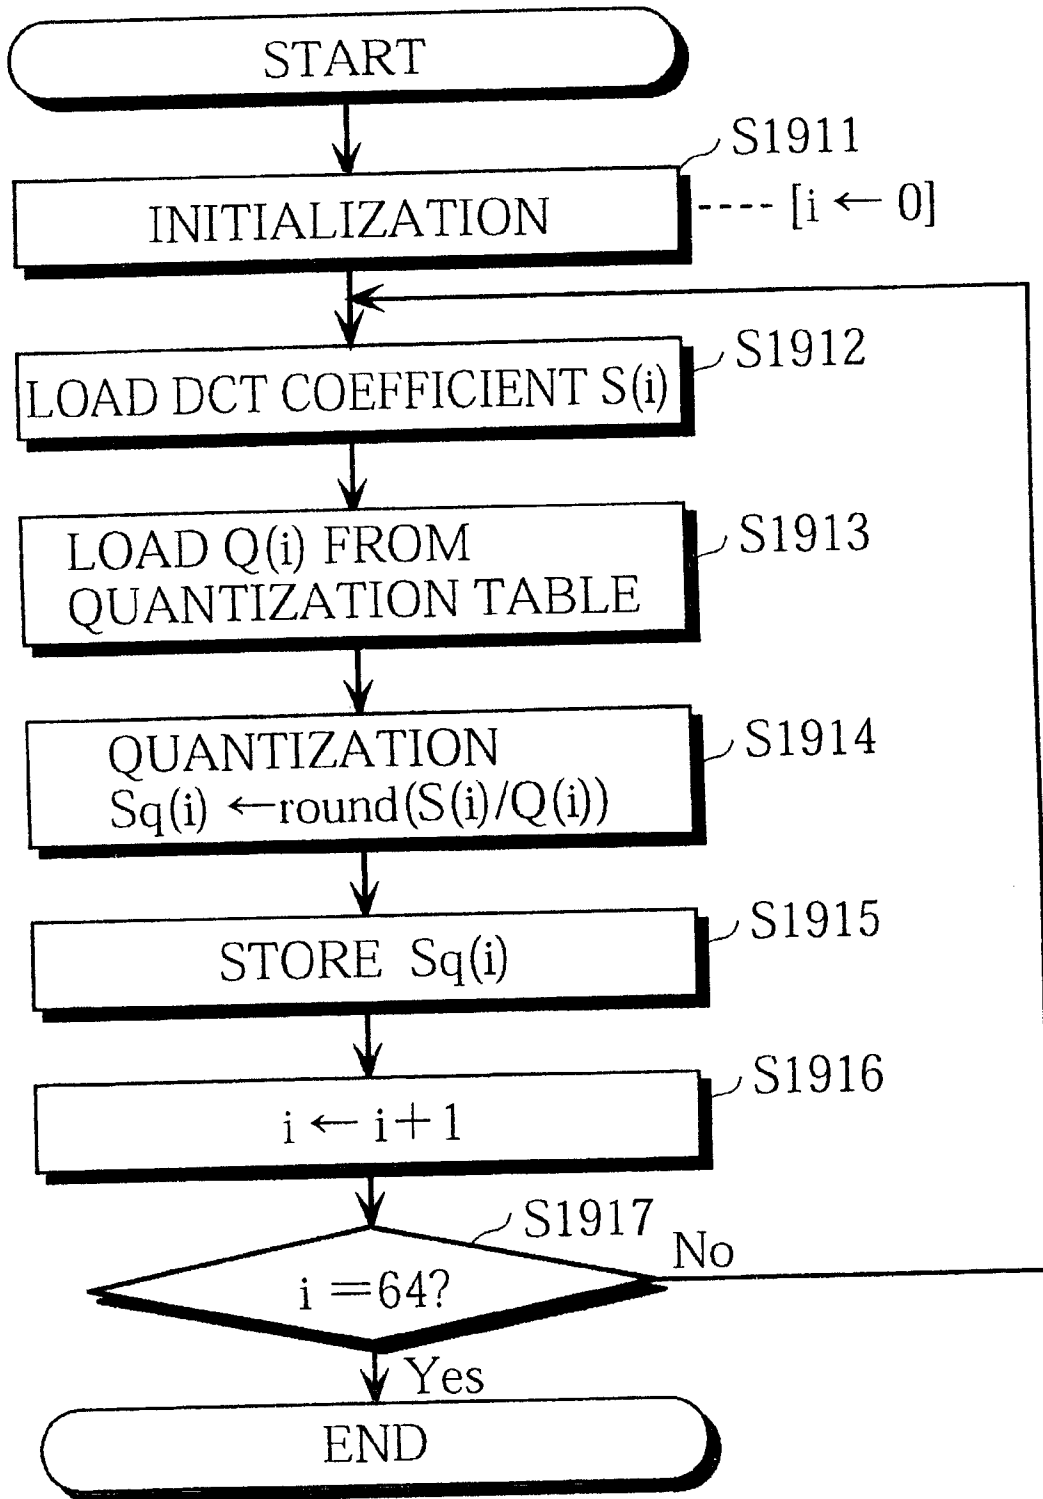 START
S1911
INITIALIZATION
---- [i ← 0]
S1912
LOAD DCT COEFFICIENT S(i)
S1913
LOAD Q(i) FROM
QUANTIZATION TABLE
S1914
QUANTIZATION
Sq(i) ←round(S(i)/Q(i))
S1915
STORE Sq(i)
S1916
i ← i+1
S1917
i =64?
No
Yes
END